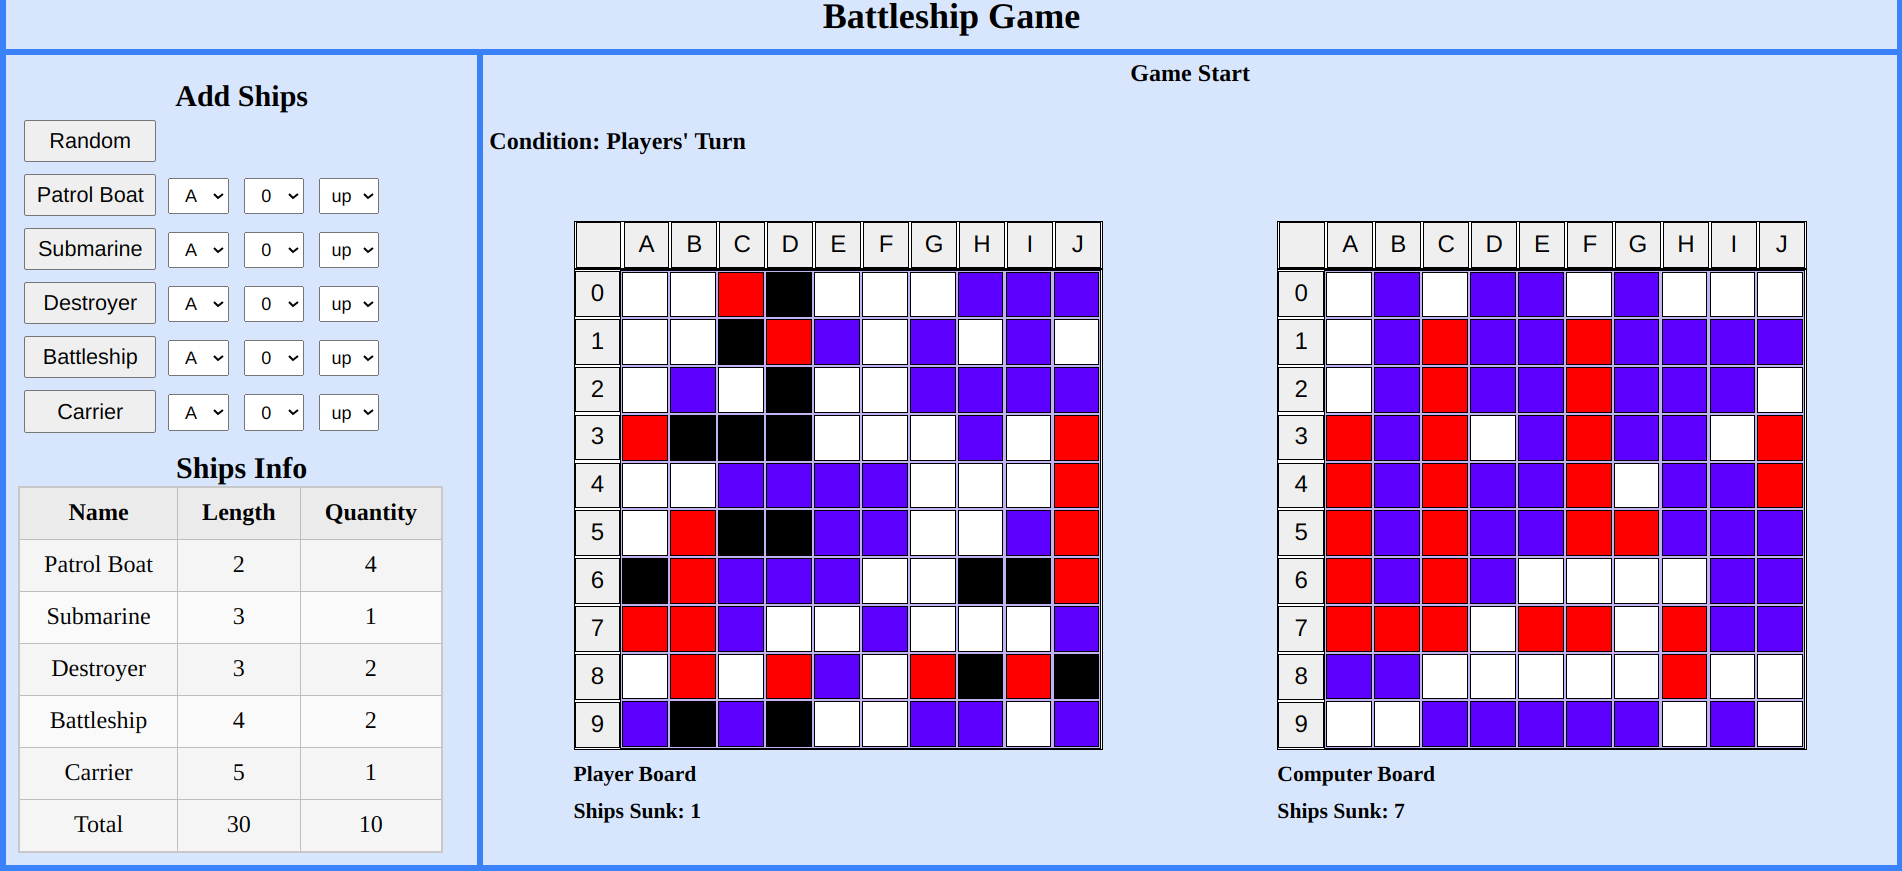 Battleship Game
Add Ships
Random
Patrol Boat A 0 up
Submarine A 0 up
Destroyer A 0 up
Battleship A 0 up
Carrier A 0 up
Ships Info
Name Length Quantity
Patrol Boat 2 4
Submarine 3 1
Destroyer 3 2
Battleship 4 2
Carrier 5 1
Total 30 10
Game Start
Condition: Players' Turn
A B C D E F G H I J
0
1
2
3
4
5
6
7
8
9
Player Board
Ships Sunk: 1
A B C D E F G H I J
0
1
2
3
4
5
6
7
8
9
Computer Board
Ships Sunk: 7